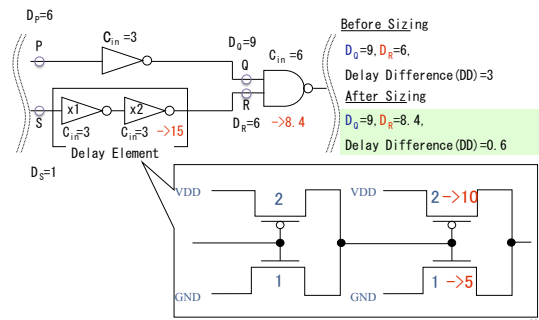 D_P=6
P
C_in=3
D_Q=9
Q
C_in=6
S
x1
x2
R
C_in=3
C_in=3 ->15
D_R=6 ->8.4
Delay Element
D_S=1
Before Sizing
D_Q=9, D_R=6,
Delay Difference(DD)=3
After Sizing
D_Q=9, D_R=8.4,
Delay Difference(DD)=0.6
VDD
2
VDD
2->10
GND
1
GND
1->5